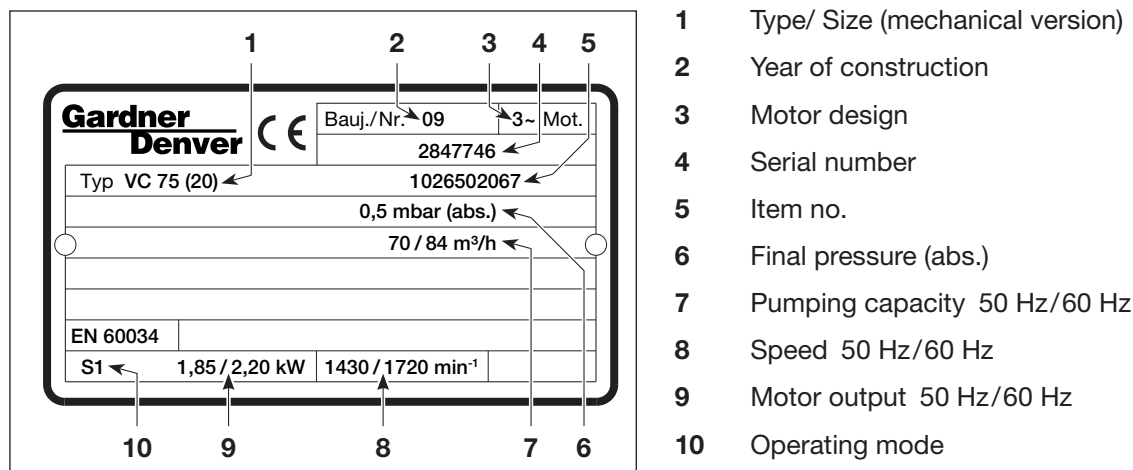 1 2 3 4 5
Gardner
Denver
CE
Bauj./Nr. 09
3~ Mot.
2847746
Typ VC 75 (20)
1026502067
0,5 mbar (abs.)
70 / 84 m³/h
EN 60034
S1
1,85 / 2,20 kW
1430 / 1720 min⁻¹
10 9 8 7 6
1 Type/ Size (mechanical version)
2 Year of construction
3 Motor design
4 Serial number
5 Item no.
6 Final pressure (abs.)
7 Pumping capacity 50 Hz/60 Hz
8 Speed 50 Hz/60 Hz
9 Motor output 50 Hz/60 Hz
10 Operating mode